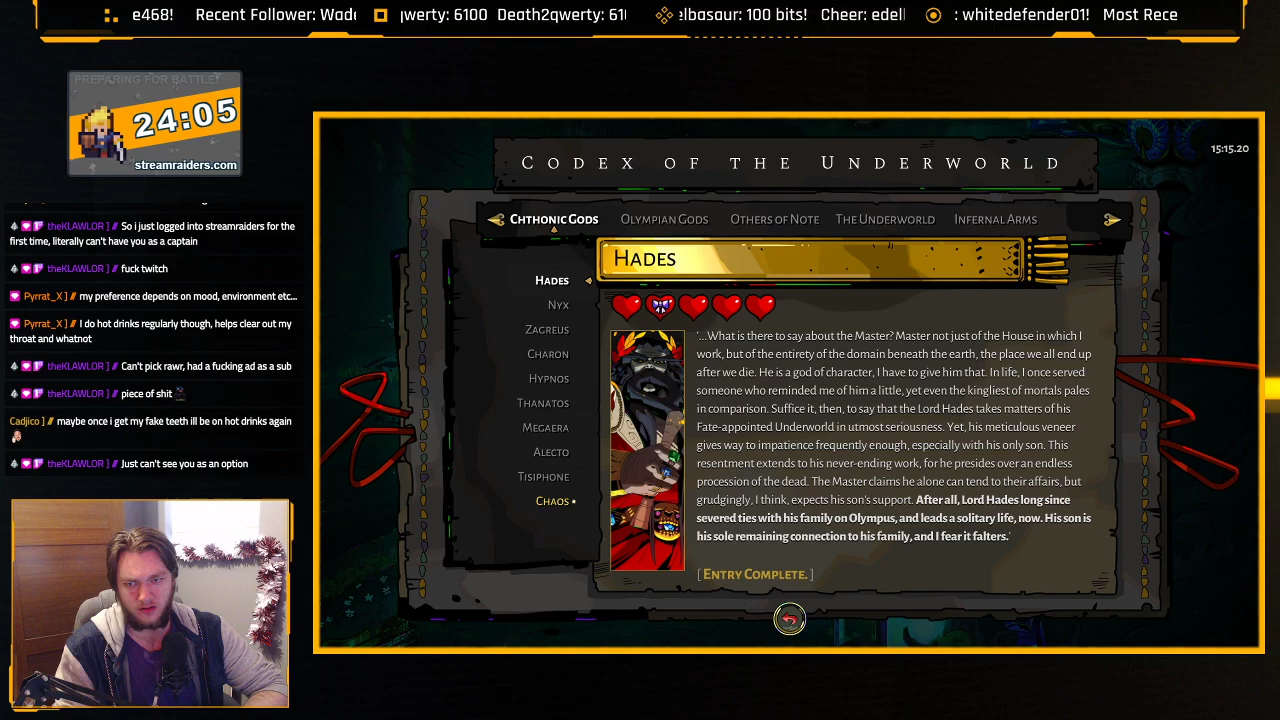 e468! Recent Follower: Wade
qwerty: 6100 Death2qwerty: 61
elbasaur: 100 bits! Cheer: edel
: whitedefender01! Most Rece
PREPARING FOR BATTLE!
24:05
streamraiders.com
theKLAWLOR ] // So i just logged into streamraiders for the
first time, literally can't have you as a captain
theKLAWLOR ] // fuck twitch
Pyrrat_X ] // my preference depends on mood, environment etc...
Pyrrat_X ] // I do hot drinks regularly though, helps clear out my
throat and whatnot
theKLAWLOR ] // Can't pick rawr, had a fucking ad as a sub
theKLAWLOR ] // piece of shit
Cadjico ] // maybe once i get my fake teeth ill be on hot drinks again
theKLAWLOR ] // Just can't see you as an option
Codex of the Underworld
15:15.20
Chthonic Gods Olympian Gods Others of Note The Underworld Infernal Arms
Hades
Nyx
Zagreus
Charon
Hypnos
Thanatos
Megaera
Alecto
Tisiphone
Chaos
Hades
'...What is there to say about the Master? Master not just of the House in which I
work, but of the entirety of the domain beneath the earth, the place we all end up
after we die. He is a god of character, I have to give him that. In life, I once served
someone who reminded me of him a little, yet even the kingliest of mortals pales
in comparison. Suffice it, then, to say that the Lord Hades takes matters of his
Fate-appointed Underworld in utmost seriousness. Yet, his meticulous veneer
gives way to impatience frequently enough, especially with his only son. This
resentment extends to his never-ending work, for he presides over an endless
procession of the dead. The Master claims he alone can tend to their affairs, but
grudgingly, I think, expects his son's support. After all, Lord Hades long since
severed ties with his family on Olympus, and leads a solitary life, now. His son is
his sole remaining connection to his family, and I fear it falters.'
[ Entry Complete. ]